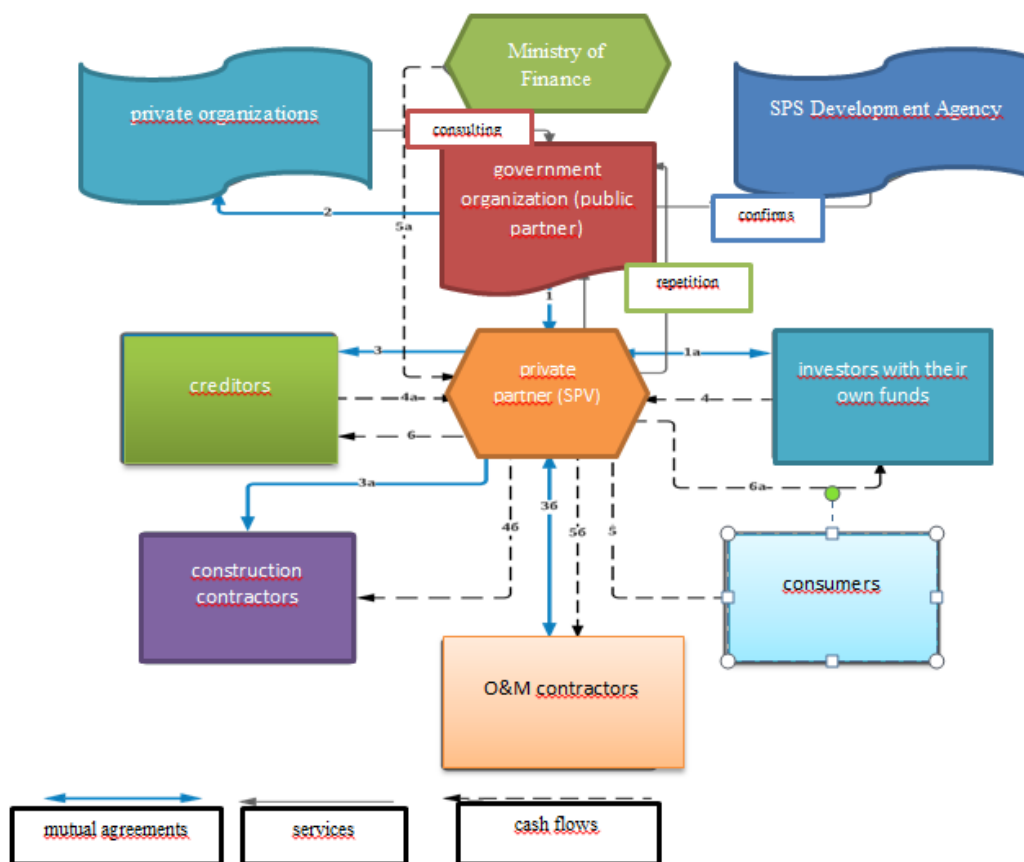 Ministry of
Finance
private organizations
SPS Development Agency
consulting
government
organization (public
partner)
confirms
2
5a
repetition
1
3
1a
private
partner (SPV)
creditors
investors with their
own funds
4a
4
6
3a
6a
46
36
56
5
construction
contractors
consumers
O&M contractors
mutual agreements
services
cash flows